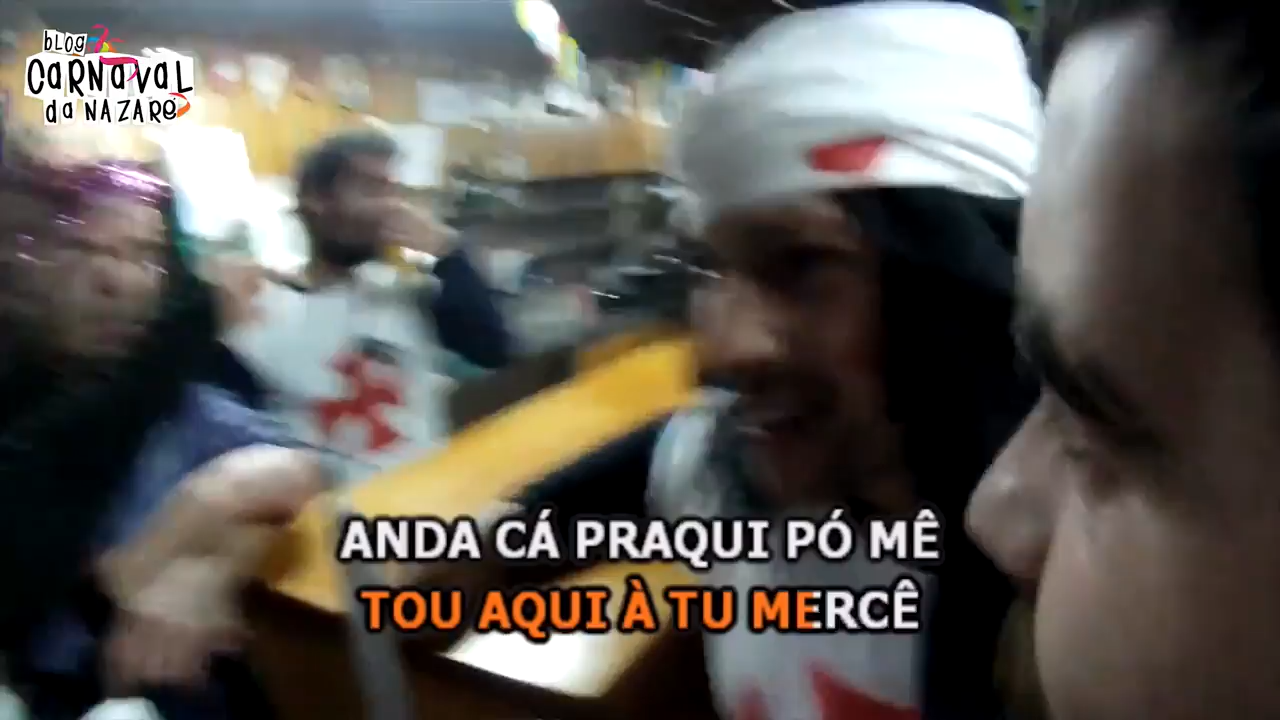 BLOG
CARNAVAL
da NAZARé
ANDA CÁ PRAQUI PÓ MÊ
TOU AQUI À TU MERCÊ